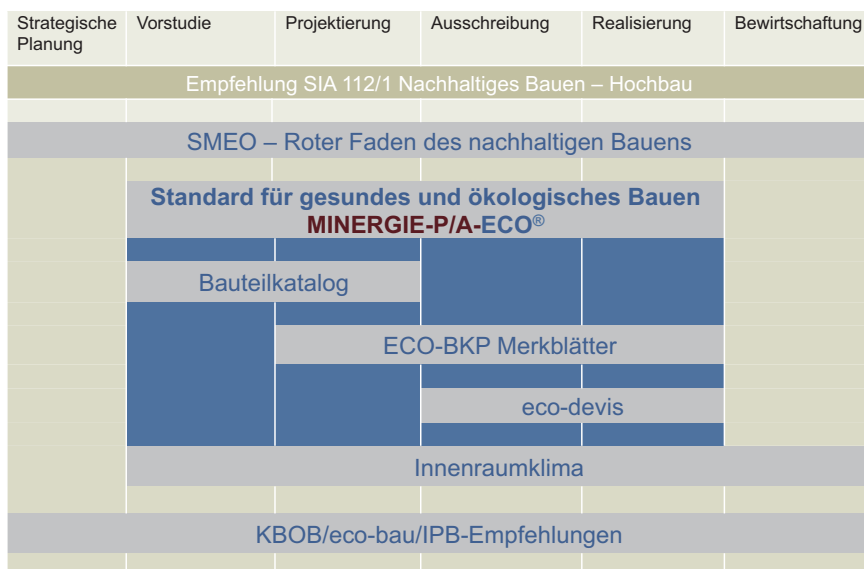 Strategische Planung
Vorstudie
Projektierung
Ausschreibung
Realisierung
Bewirtschaftung
Empfehlung SIA 112/1 Nachhaltiges Bauen – Hochbau
SMEO – Roter Faden des nachhaltigen Bauens
Standard für gesundes und ökologisches Bauen
MINERGIE-P/A-ECO®
Bauteilkatalog
ECO-BKP Merkblätter
eco-devis
Innenraumklima
KBOB/eco-bau/IPB-Empfehlungen